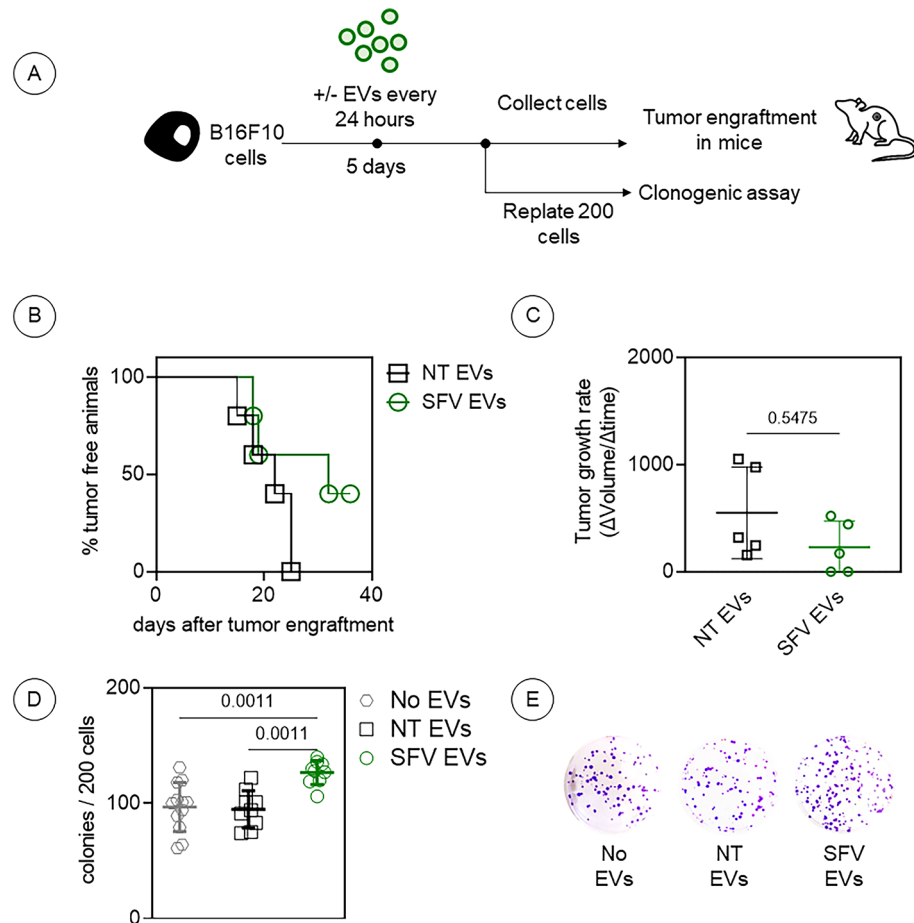 A
+/- EVs every
24 hours
B16F10
cells
5 days
Collect cells
Replate 200
cells
Tumor engraftment
in mice
Clonogenic assay
B
% tumor free animals
100
50
0
0
20
40
days after tumor engraftment
NT EVs
SFV EVs
C
Tumor growth rate
(ΔVolume/Δtime)
2000
1000
0
0.5475
NT EVs
SFV EVs
D
colonies / 200 cells
200
100
0
0.0011
0.0011
No EVs
NT EVs
SFV EVs
E
No
EVs
NT
EVs
SFV
EVs